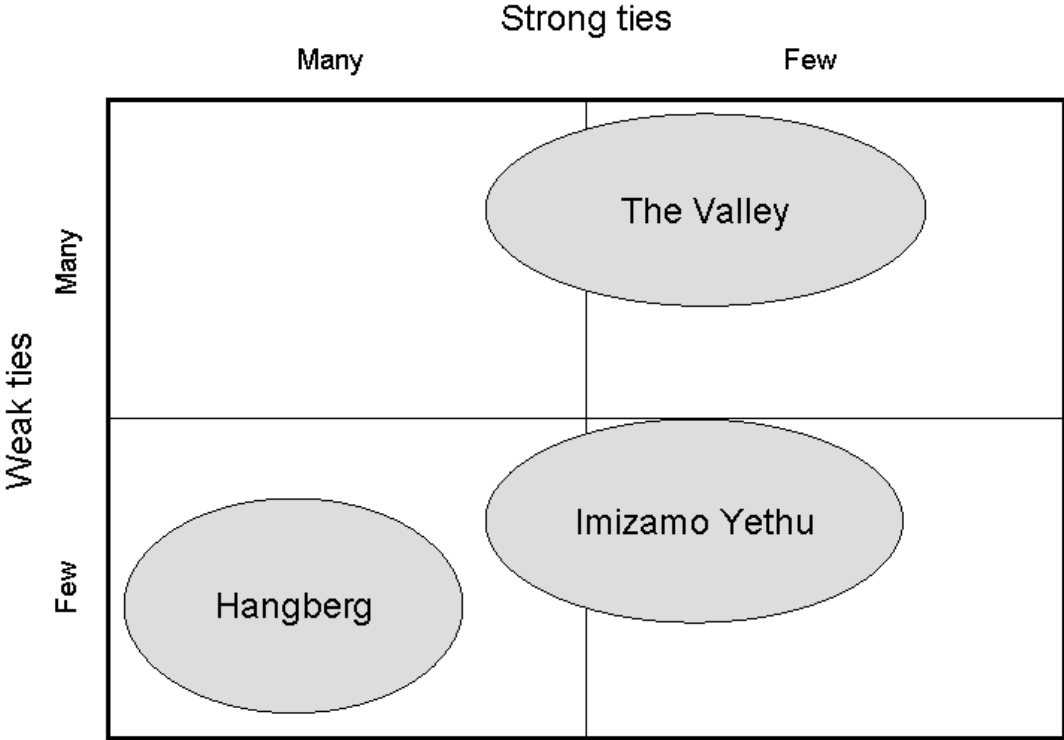 Strong ties
Many
Few
Weak ties
Many
Few
The Valley
Imizamo Yethu
Hangberg